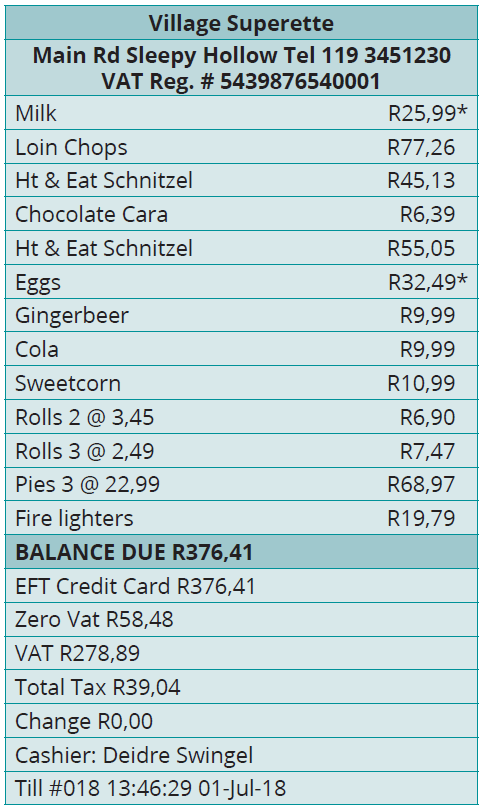 Village Superette
Main Rd Sleepy Hollow Tel 119 3451230
VAT Reg. # 5439876540001
Milk R25,99*
Loin Chops R77,26
Ht & Eat Schnitzel R45,13
Chocolate Cara R6,39
Ht & Eat Schnitzel R55,05
Eggs R32,49*
Gingerbeer R9,99
Cola R9,99
Sweetcorn R10,99
Rolls 2 @ 3,45 R6,90
Rolls 3 @ 2,49 R7,47
Pies 3 @ 22,99 R68,97
Fire lighters R19,79
BALANCE DUE R376,41
EFT Credit Card R376,41
Zero Vat R58,48
VAT R278,89
Total Tax R39,04
Change R0,00
Cashier: Deidre Swingel
Till #018 13:46:29 01-Jul-18